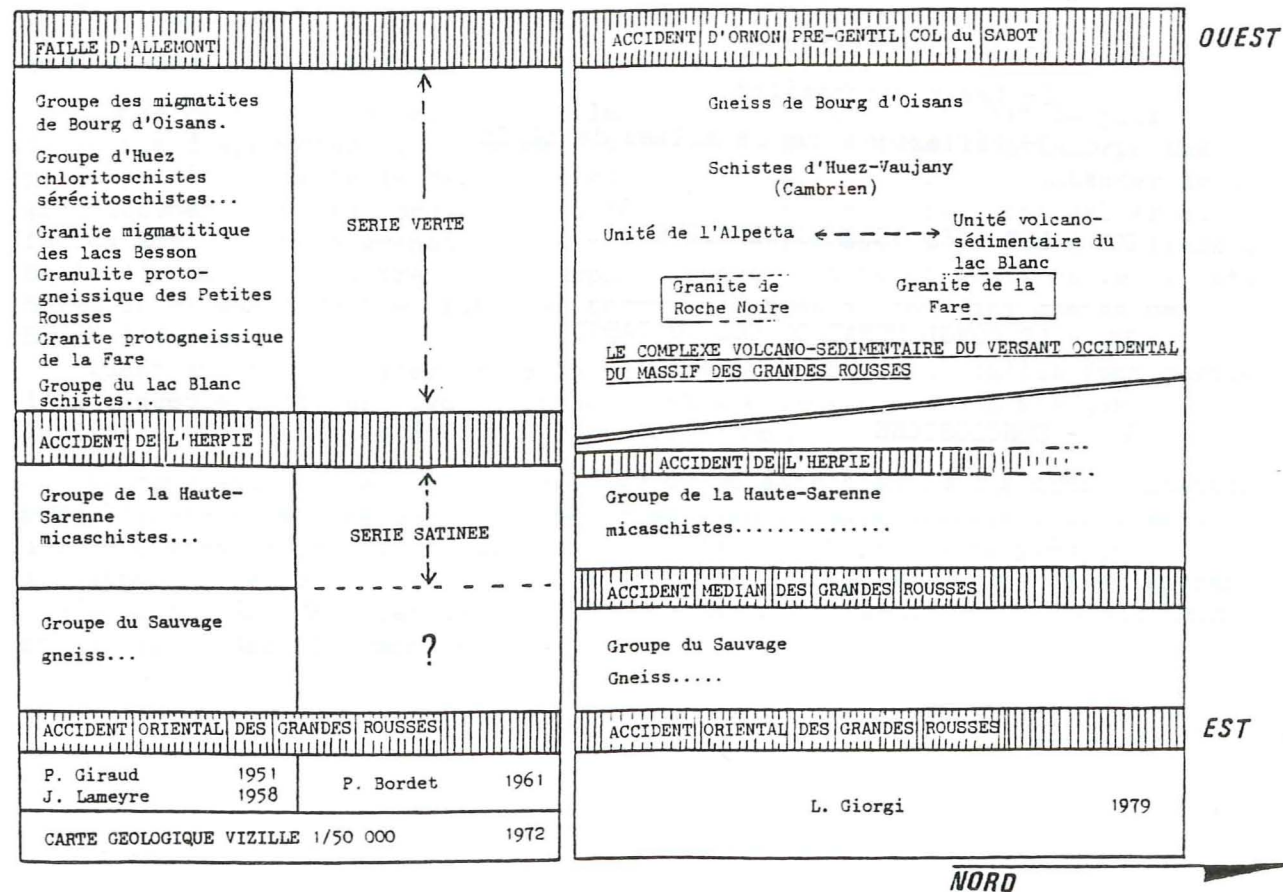 FAILLE D'ALLEMONT
Groupe des migmatites
de Bourg d'Oisans.
Groupe d'Huez
chloritoschistes
sérécitoschistes...
Granite migmatitique
des lacs Besson
Granulite proto-
gneissique des Petites
Rousses
Granite protogneissique
de la Fare
Groupe du lac Blanc
schistes...
SERIE VERTE
ACCIDENT DE L'HERPIE
Groupe de la Haute-
Sarenne
micaschistes...
SERIE SATINEE
Groupe du Sauvage
gneiss...
?
ACCIDENT ORIENTAL DES GRANDES ROUSSES
P. Giraud 1951
J. Lameyre 1958
P. Bordet 1961
CARTE GEOLOGIQUE VIZILLE 1/50 000 1972
ACCIDENT D'ORNON PRE-GENTIL COL du SABOT
OUEST
Gneiss de Bourg d'Oisans
Schistes d'Huez-Vaujany
(Cambrien)
Unité de l'Alpetta
Unité volcano-
sédimentaire du
lac Blanc
Granite de
Roche Noire
Granite de la
Fare
LE COMPLEXE VOLCANO-SEDIMENTAIRE DU VERSANT OCCIDENTAL
DU MASSIF DES GRANDES ROUSSES
ACCIDENT DE L'HERPIE
Groupe de la Haute-Sarenne
micaschistes...............
ACCIDENT MEDIAN DES GRANDES ROUSSES
Groupe du Sauvage
Gneiss.....
ACCIDENT ORIENTAL DES GRANDES ROUSSES
EST
L. Giorgi 1979
NORD